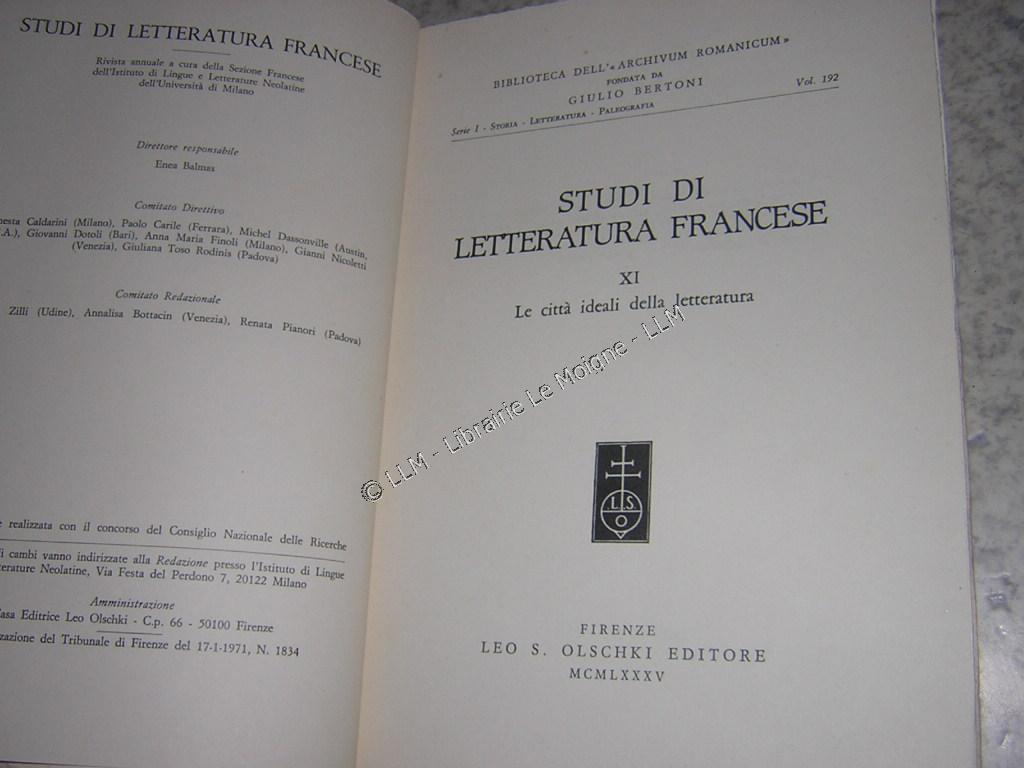 STUDI DI LETTERATURA FRANCESE
Rivista annuale a cura della Sezione Francese
dell'Istituto di Lingue e Letterature Neolatine
dell'Università di Milano
Direttore responsabile
Enea Balmas
Comitato Direttivo
Caldarini (Milano), Paolo Carile (Ferrara), Michel Dassonville (Austin,
Giovanni Dotoli (Bari), Anna Maria Finoli (Milano), Gianni Nicoletti
(Venezia), Giuliana Toso Rodinis (Padova)
Comitato Redazionale
Zilli (Udine), Annalisa Bottacin (Venezia), Renata Pianori (Padova)
realizzata con il concorso del Consiglio Nazionale delle Ricerche
cambi vanno indirizzate alla Redazione presso l'Istituto di Lingue
Neolatine, Via Festa del Perdono 7, 20122 Milano
Amministrazione
Casa Editrice Leo Olschki - C.p. 66 - 50100 Firenze
del Tribunale di Firenze del 17-1-1971, N. 1834
BIBLIOTECA DELL'«ARCHIVUM ROMANICUM»
FONDATA DA
GIULIO BERTONI
Serie I - Storia - Letteratura - Paleografia Vol. 192
STUDI DI
LETTERATURA FRANCESE
XI
Le città ideali della letteratura
L S
O
FIRENZE
LEO S. OLSCHKI EDITORE
MCMLXXXV
© LLM - Librairie Le Moigne - LLM